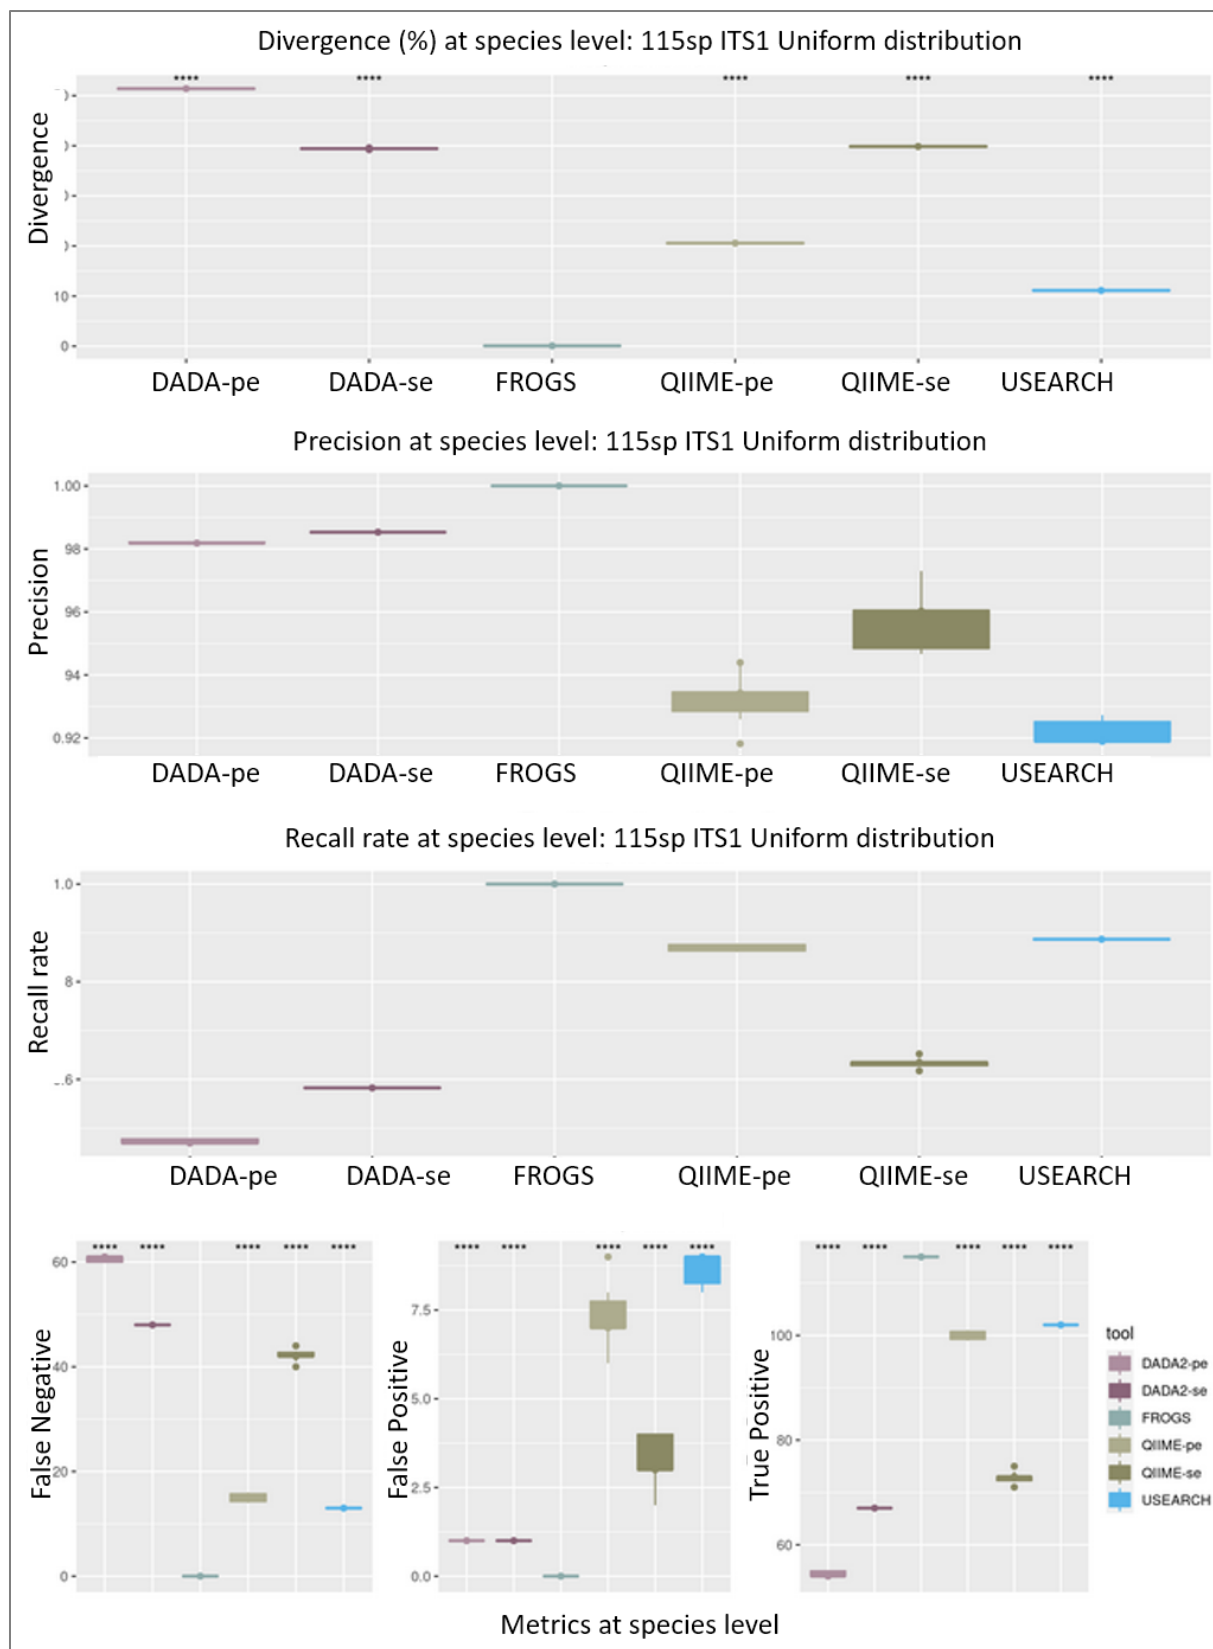 Divergence (%) at species level: 115sp ITS1 Uniform distribution
**** **** **** **** ****
Divergence
10
0
DADA-pe DADA-se FROGS QIIME-pe QIIME-se USEARCH
Precision at species level: 115sp ITS1 Uniform distribution
Precision
1.00
98
96
94
0.92
DADA-pe DADA-se FROGS QIIME-pe QIIME-se USEARCH
Recall rate at species level: 115sp ITS1 Uniform distribution
Recall rate
1.0
8
.6
DADA-pe DADA-se FROGS QIIME-pe QIIME-se USEARCH
**** **** **** **** ****
False Negative
60
40
20
0
**** **** **** **** ****
False Positive
7.5
5.0
2.5
0.0
**** **** **** **** ****
True Positive
100
80
60
tool
DADA2-pe
DADA2-se
FROGS
QIIME-pe
QIIME-se
USEARCH
Metrics at species level